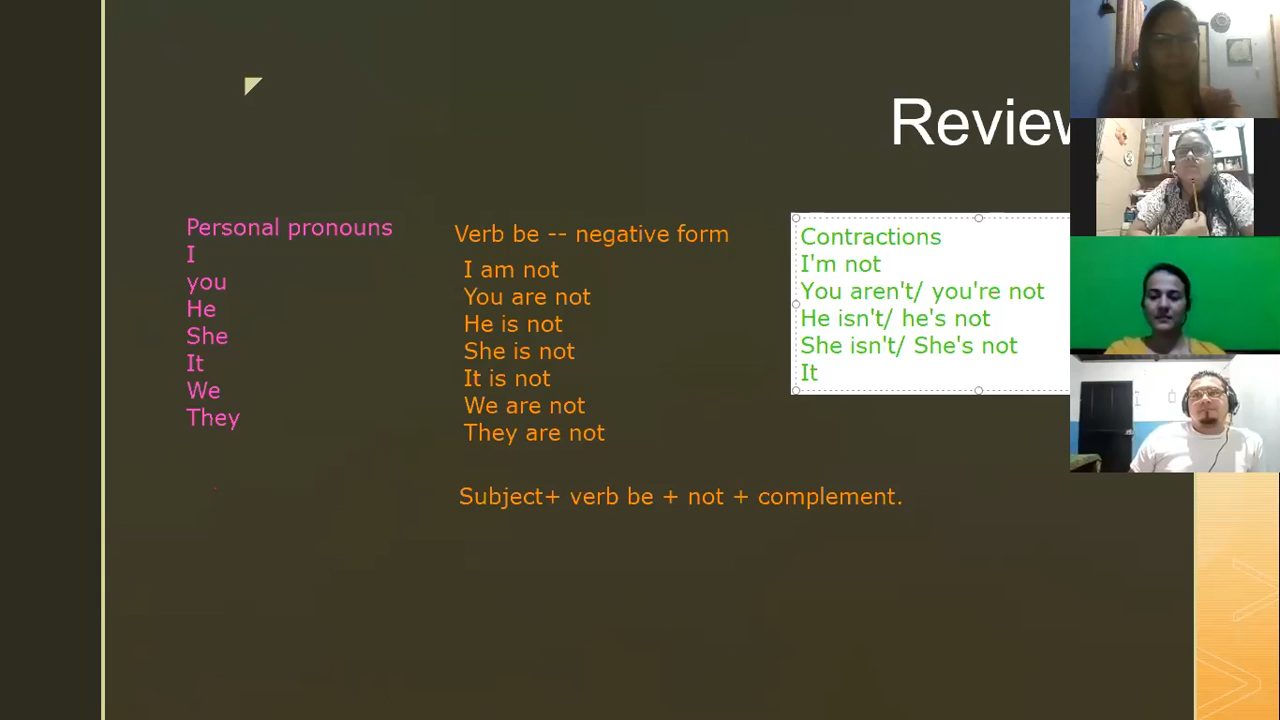 Review
Personal pronouns
I
you
He
She
It
We
They
Verb be -- negative form
I am not
You are not
He is not
She is not
It is not
We are not
They are not
Subject+ verb be + not + complement.
Contractions
I'm not
You aren't/ you're not
He isn't/ he's not
She isn't/ She's not
It